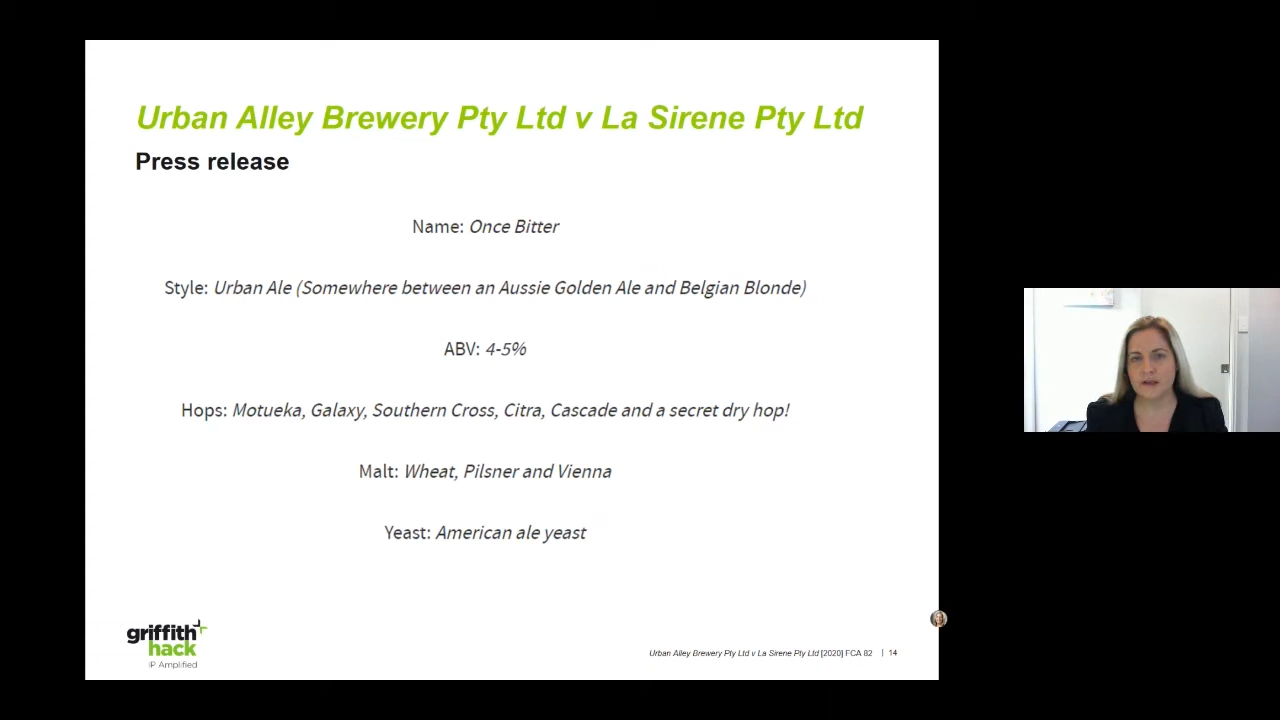 Urban Alley Brewery Pty Ltd v La Sirene Pty Ltd
Press release
Name: Once Bitter
Style: Urban Ale (Somewhere between an Aussie Golden Ale and Belgian Blonde)
ABV: 4-5%
Hops: Motueka, Galaxy, Southern Cross, Citra, Cascade and a secret dry hop!
Malt: Wheat, Pilsner and Vienna
Yeast: American ale yeast
griffith
hack
IP Amplified
Urban Alley Brewery Pty Ltd v La Sirene Pty Ltd [2020] FCA 82 | 14